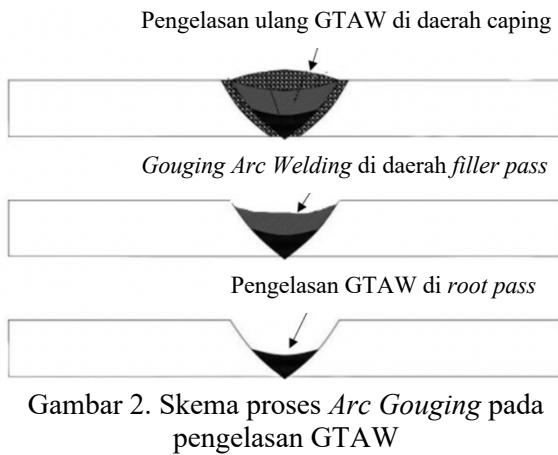 Pengelasan ulang GTAW di daerah caping
Gouging Arc Welding di daerah filler pass
Pengelasan GTAW di root pass
Gambar 2. Skema proses Arc Gouging pada
pengelasan GTAW